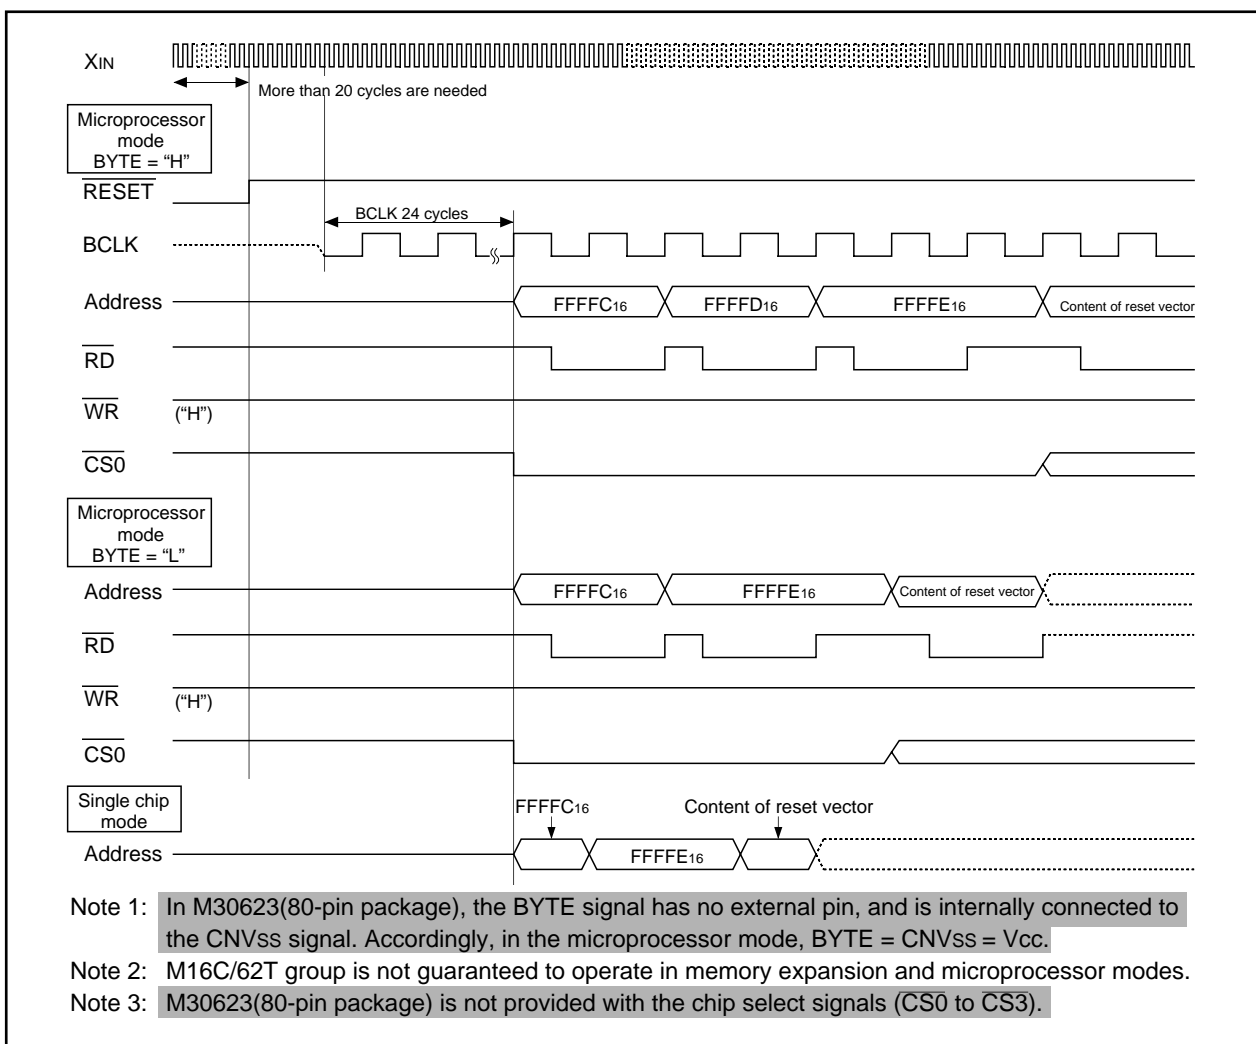 XIN
More than 20 cycles are needed
Microprocessor
mode
BYTE = “H”
RESET
BCLK 24 cycles
BCLK
Address
FFFFC16
FFFFD16
FFFFE16
Content of reset vector
RD
WR
(“H”)
CS0
Microprocessor
mode
BYTE = “L”
Address
FFFFC16
FFFFE16
Content of reset vector
RD
WR
(“H”)
CS0
Single chip
mode
FFFFC16
Content of reset vector
Address
FFFFE16
Note 1: In M30623(80-pin package), the BYTE signal has no external pin, and is internally connected to
the CNVSS signal. Accordingly, in the microprocessor mode, BYTE = CNVSS = Vcc.
Note 2: M16C/62T group is not guaranteed to operate in memory expansion and microprocessor modes.
Note 3: M30623(80-pin package) is not provided with the chip select signals (CS0 to CS3).